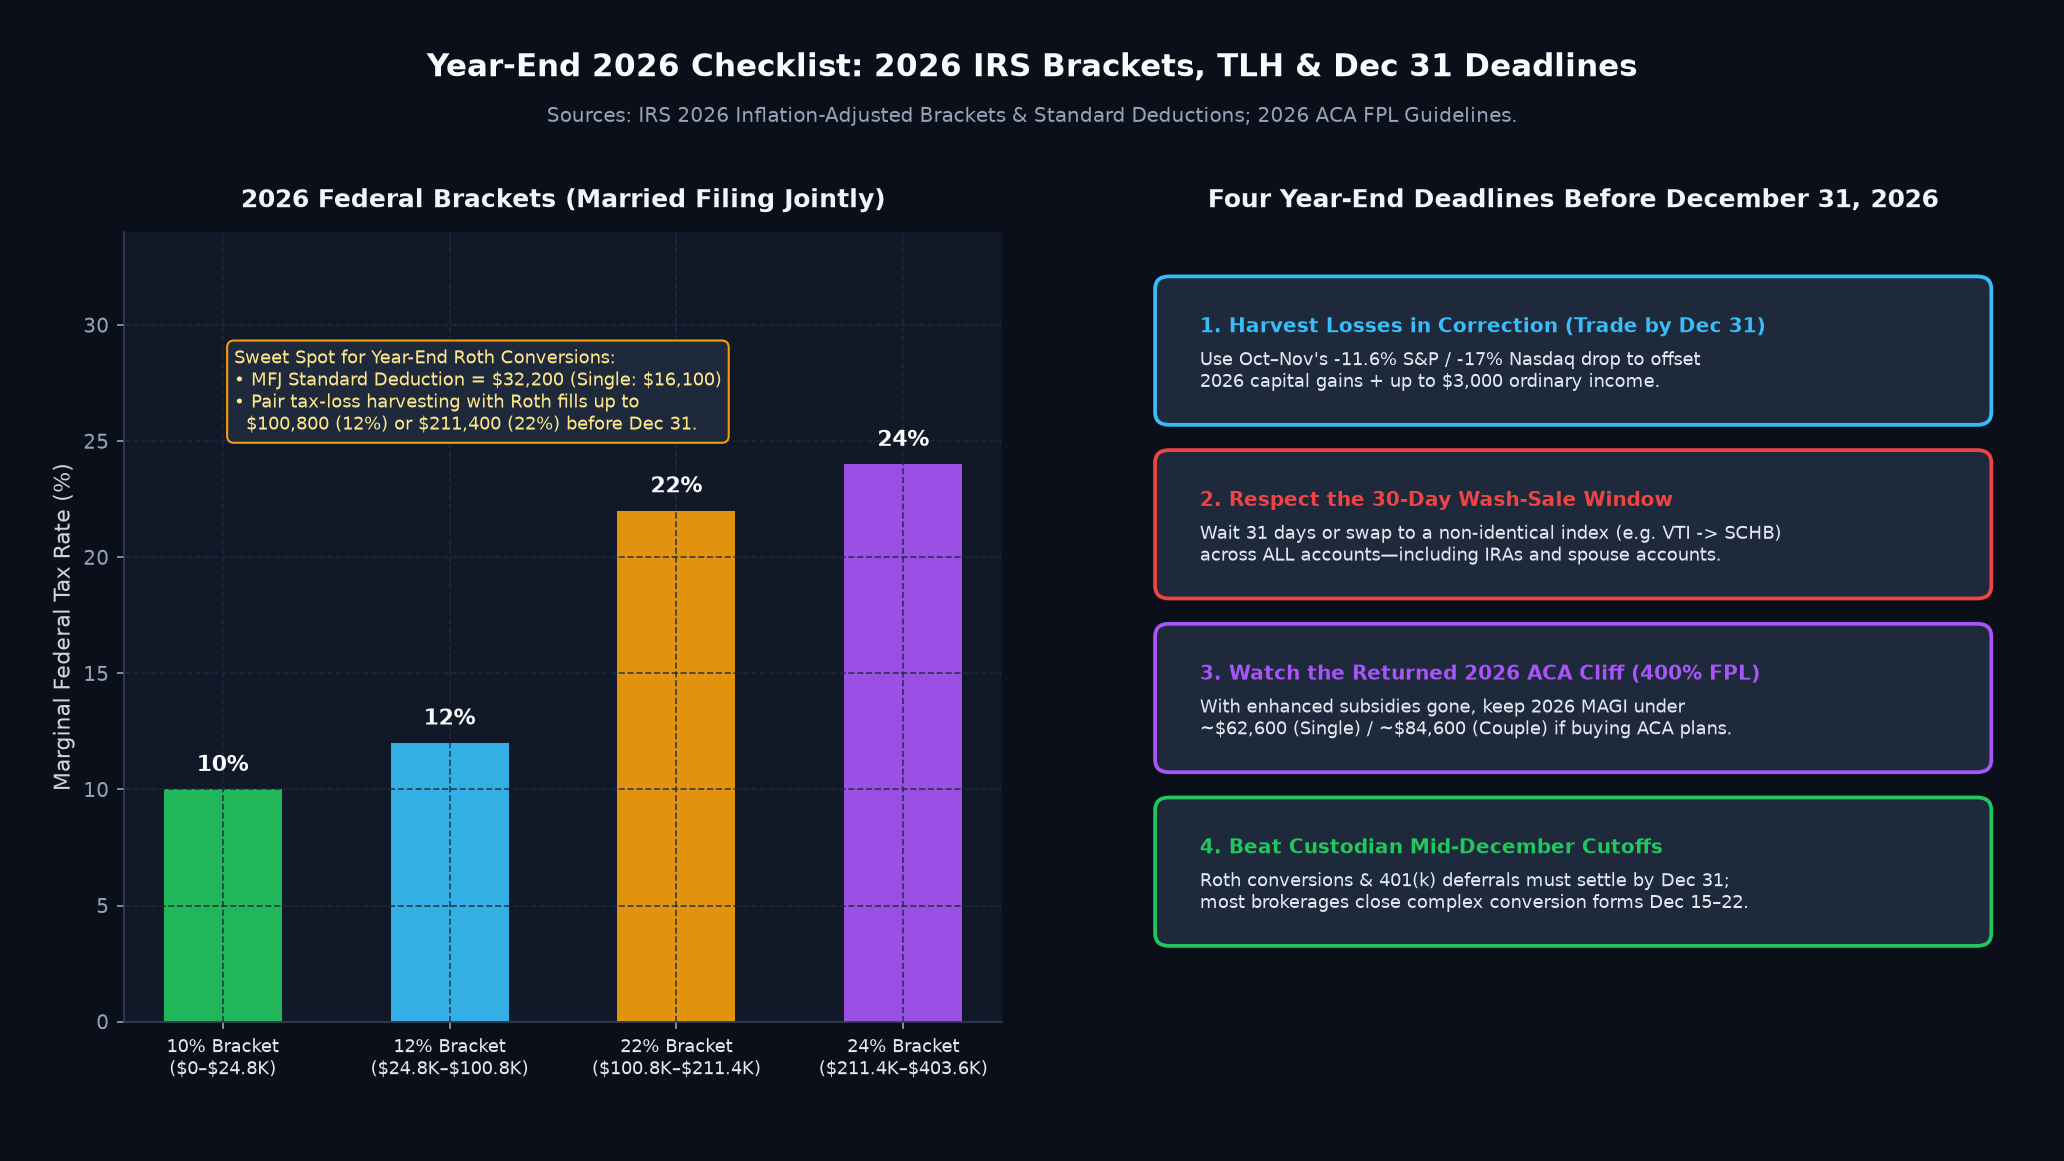 Year-End 2026 Checklist: 2026 IRS Brackets, TLH & Dec 31 Deadlines
Sources: IRS 2026 Inflation-Adjusted Brackets & Standard Deductions; 2026 ACA FPL Guidelines.
2026 Federal Brackets (Married Filing Jointly)
Marginal Federal Tax Rate (%)
30
25
20
15
10
5
0
Sweet Spot for Year-End Roth Conversions:
• MFJ Standard Deduction = $32,200 (Single: $16,100)
• Pair tax-loss harvesting with Roth fills up to
$100,800 (12%) or $211,400 (22%) before Dec 31.
10%
12%
22%
24%
10% Bracket
($0–$24.8K)
12% Bracket
($24.8K–$100.8K)
22% Bracket
($100.8K–$211.4K)
24% Bracket
($211.4K–$403.6K)
Four Year-End Deadlines Before December 31, 2026
1. Harvest Losses in Correction (Trade by Dec 31)
Use Oct–Nov's -11.6% S&P / -17% Nasdaq drop to offset
2026 capital gains + up to $3,000 ordinary income.
2. Respect the 30-Day Wash-Sale Window
Wait 31 days or swap to a non-identical index (e.g. VTI -> SCHB)
across ALL accounts—including IRAs and spouse accounts.
3. Watch the Returned 2026 ACA Cliff (400% FPL)
With enhanced subsidies gone, keep 2026 MAGI under
~$62,600 (Single) / ~$84,600 (Couple) if buying ACA plans.
4. Beat Custodian Mid-December Cutoffs
Roth conversions & 401(k) deferrals must settle by Dec 31;
most brokerages close complex conversion forms Dec 15–22.